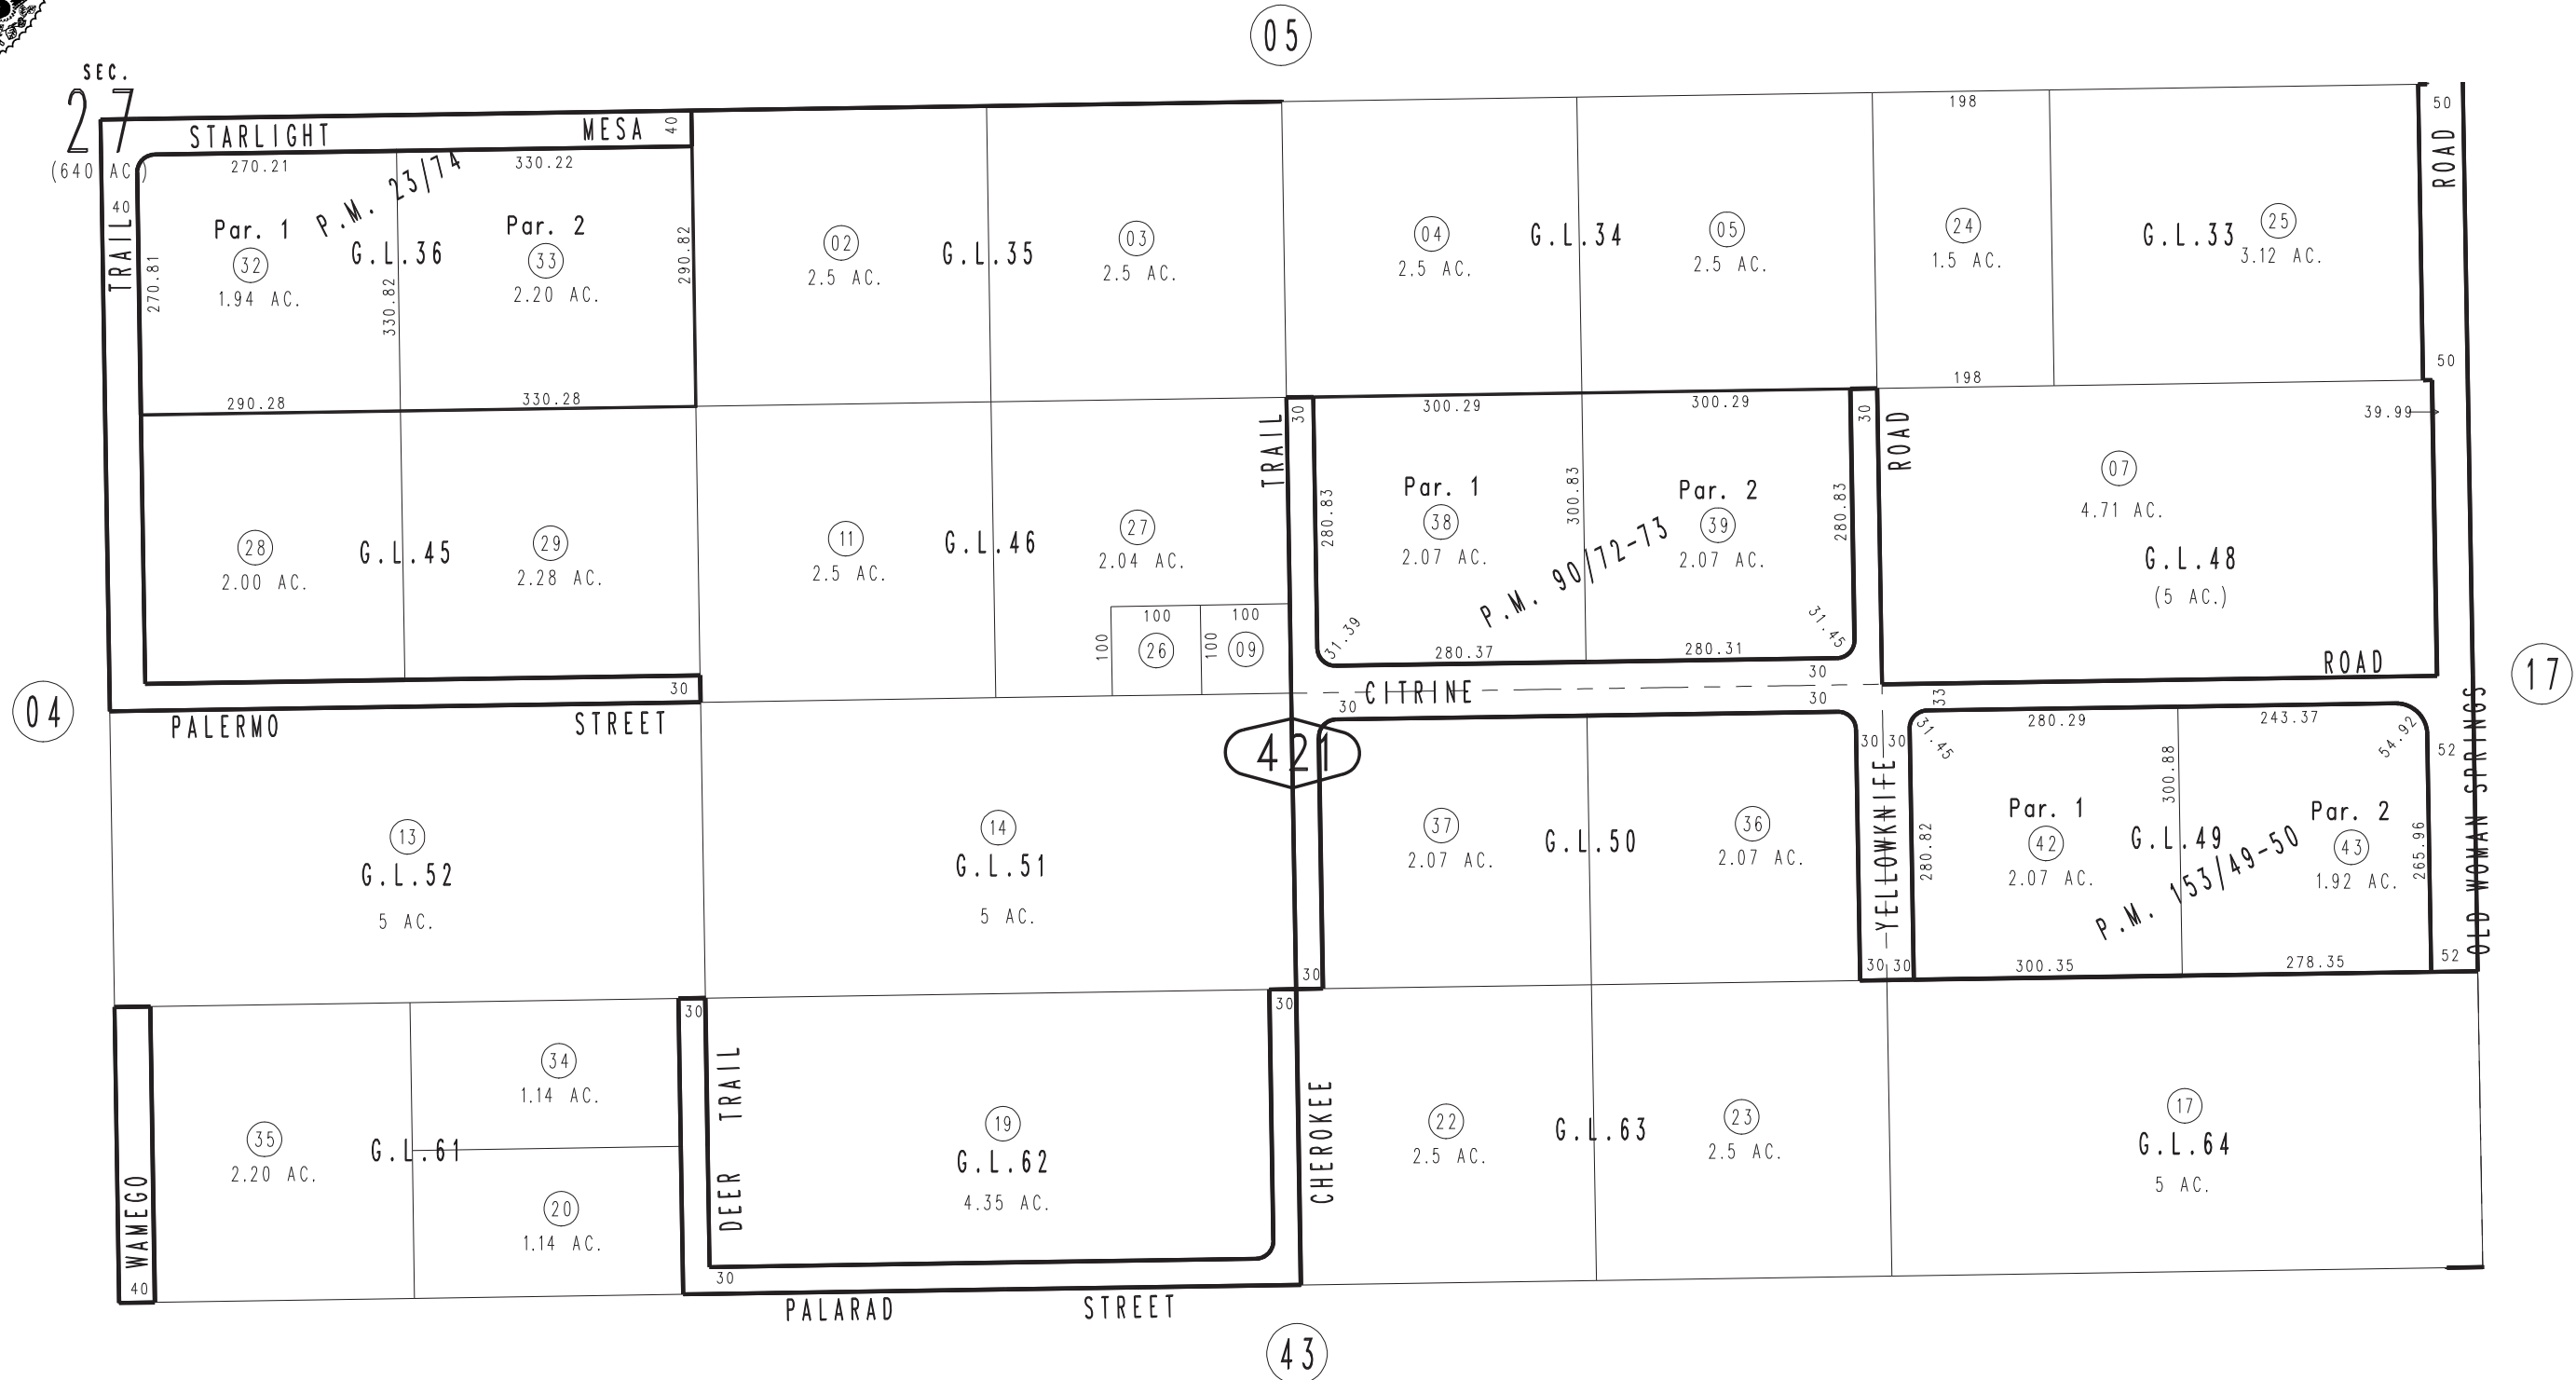 05
SEC.
27
(640 AC)
STARLIGHT MESA
40
198
50
ROAD
270.21
330.22
P.M. 23/74
40
TRAIL
270.81
Par. 1
32
1.94 AC.
G.L.36
330.82
Par. 2
33
2.20 AC.
290.82
02
2.5 AC.
G.L.35
03
2.5 AC.
04
2.5 AC.
G.L.34
05
2.5 AC.
24
1.5 AC.
G.L.33
25
3.12 AC.
50
198
290.28
330.28
TRAIL
30
300.29
300.29
30
ROAD
39.99
28
2.00 AC.
G.L.45
29
2.28 AC.
11
2.5 AC.
G.L.46
27
2.04 AC.
100
100
100
26
100
09
280.83
Par. 1
38
2.07 AC.
300.83
P.M. 90/72-73
Par. 2
39
2.07 AC.
280.83
31.39
280.37
280.31
31.45
07
4.71 AC.
G.L.48
(5 AC.)
ROAD
30
04
PALERMO STREET
CITRINE
30
30
30
33
17
421
30 30
31.45
280.29
243.37
54.92
52
OLD WOMAN SPRINGS
13
G.L.52
5 AC.
14
G.L.51
5 AC.
37
2.07 AC.
G.L.50
36
2.07 AC.
YELLOWKNIFE
280.82
Par. 1
42
2.07 AC.
300.88
G.L.49
P.M. 153/49-50
Par. 2
43
1.92 AC.
265.96
30
30 30
300.35
278.35
52
30
30
35
2.20 AC.
G.L.61
34
1.14 AC.
20
1.14 AC.
DEER TRAIL
19
G.L.62
4.35 AC.
CHEROKEE
22
2.5 AC.
G.L.63
23
2.5 AC.
17
G.L.64
5 AC.
WAMEGO
40
30
PALARAD STREET
43